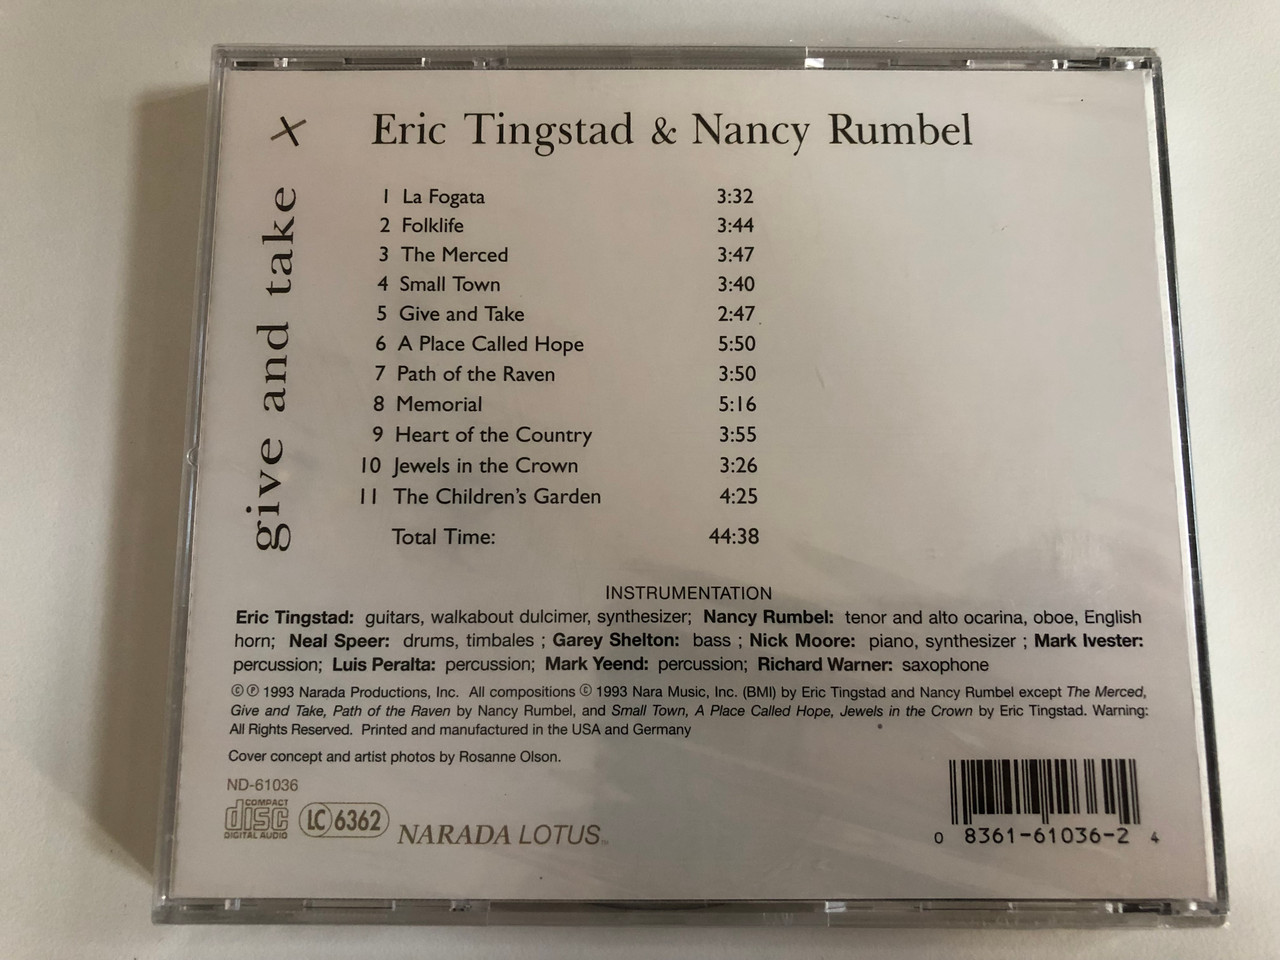 Eric Tingstad & Nancy Rumbel
give and take
1 La Fogata 3:32
2 Folklife 3:44
3 The Merced 3:47
4 Small Town 3:40
5 Give and Take 2:47
6 A Place Called Hope 5:50
7 Path of the Raven 3:50
8 Memorial 5:16
9 Heart of the Country 3:55
10 Jewels in the Crown 3:26
11 The Children's Garden 4:25
Total Time: 44:38
INSTRUMENTATION
Eric Tingstad: guitars, walkabout dulcimer, synthesizer; Nancy Rumbel: tenor and alto ocarina, oboe, English
horn; Neal Speer: drums, timbales ; Garey Shelton: bass ; Nick Moore: piano, synthesizer ; Mark Ivester:
percussion; Luis Peralta: percussion; Mark Yeend: percussion; Richard Warner: saxophone
© ℗ 1993 Narada Productions, Inc. All compositions © 1993 Nara Music, Inc. (BMI) by Eric Tingstad and Nancy Rumbel except The Merced,
Give and Take, Path of the Raven by Nancy Rumbel, and Small Town, A Place Called Hope, Jewels in the Crown by Eric Tingstad. Warning:
All Rights Reserved. Printed and manufactured in the USA and Germany
Cover concept and artist photos by Rosanne Olson.
ND-61036
COMPACT
disc
DIGITAL AUDIO
LC 6362
NARADA LOTUS™
0 8361-61036-2 4